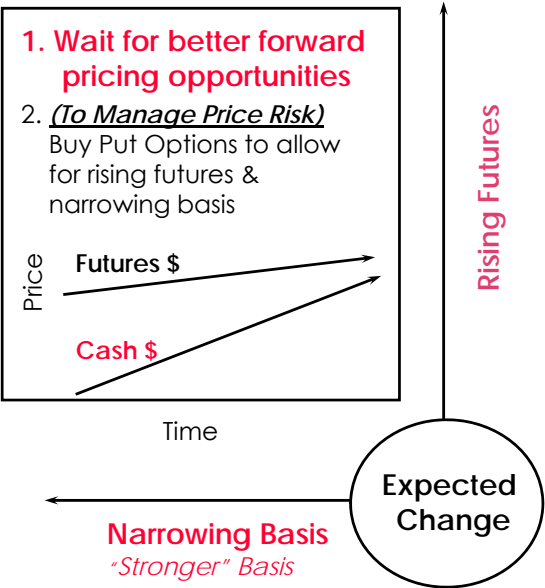 1. Wait for better forward
pricing opportunities
2. (To Manage Price Risk)
Buy Put Options to allow
for rising futures &
narrowing basis
Futures $
Price
Cash $
Time
Rising Futures
Expected
Change
Narrowing Basis
“Stronger” Basis